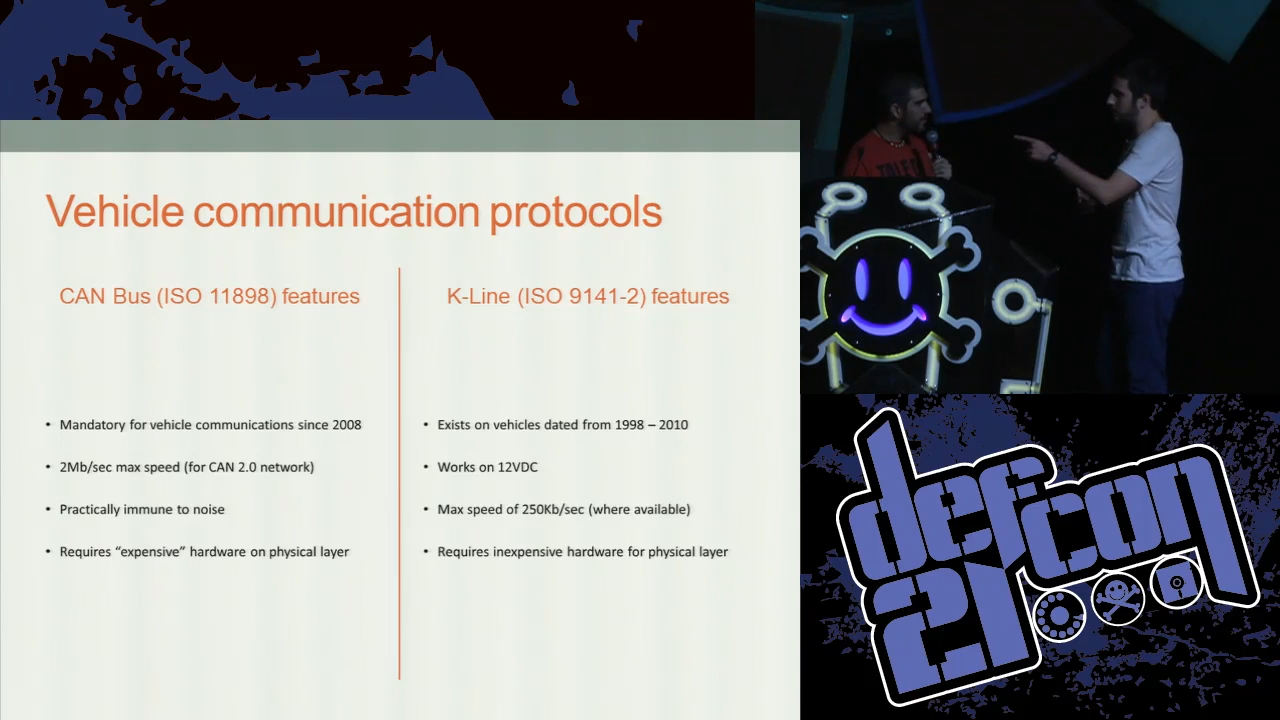 Vehicle communication protocols
CAN Bus (ISO 11898) features
• Mandatory for vehicle communications since 2008
• 2Mb/sec max speed (for CAN 2.0 network)
• Practically immune to noise
• Requires “expensive” hardware on physical layer
K-Line (ISO 9141-2) features
• Exists on vehicles dated from 1998 – 2010
• Works on 12VDC
• Max speed of 250Kb/sec (where available)
• Requires inexpensive hardware for physical layer
defcon
21